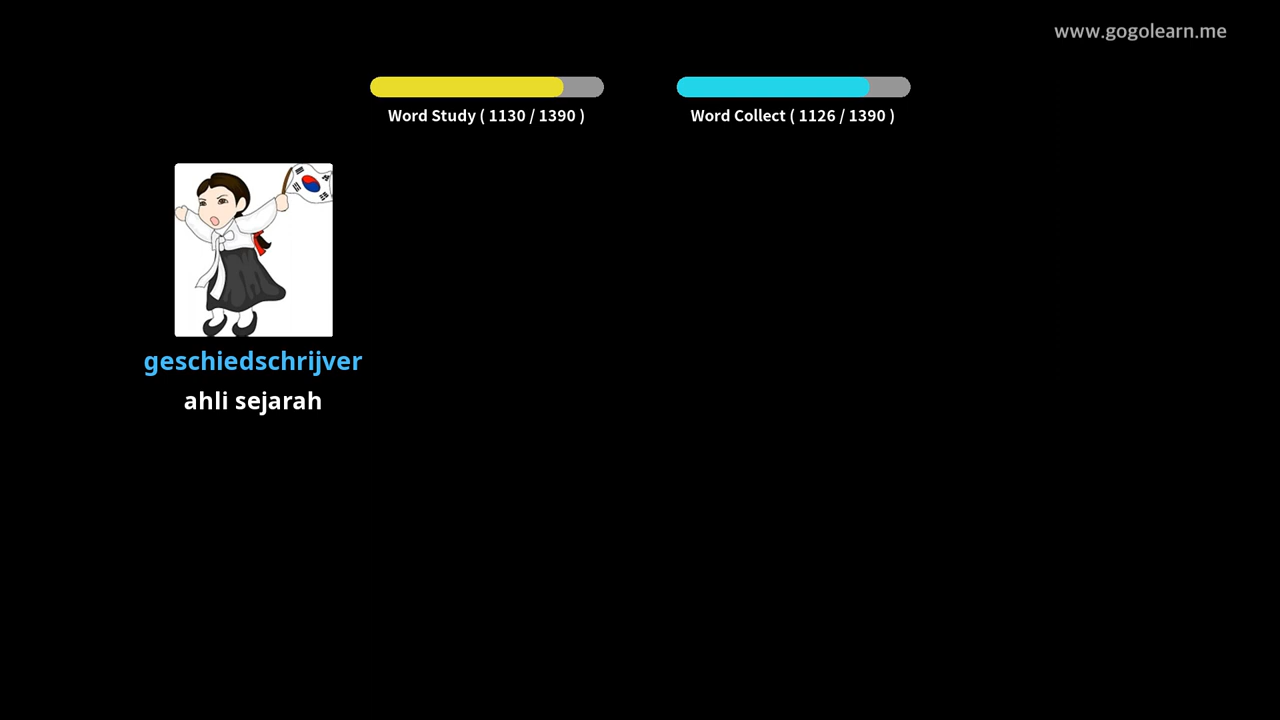 www.gogolearn.me
Word Study ( 1130 / 1390 )
Word Collect ( 1126 / 1390 )
geschiedschrijver
ahli sejarah